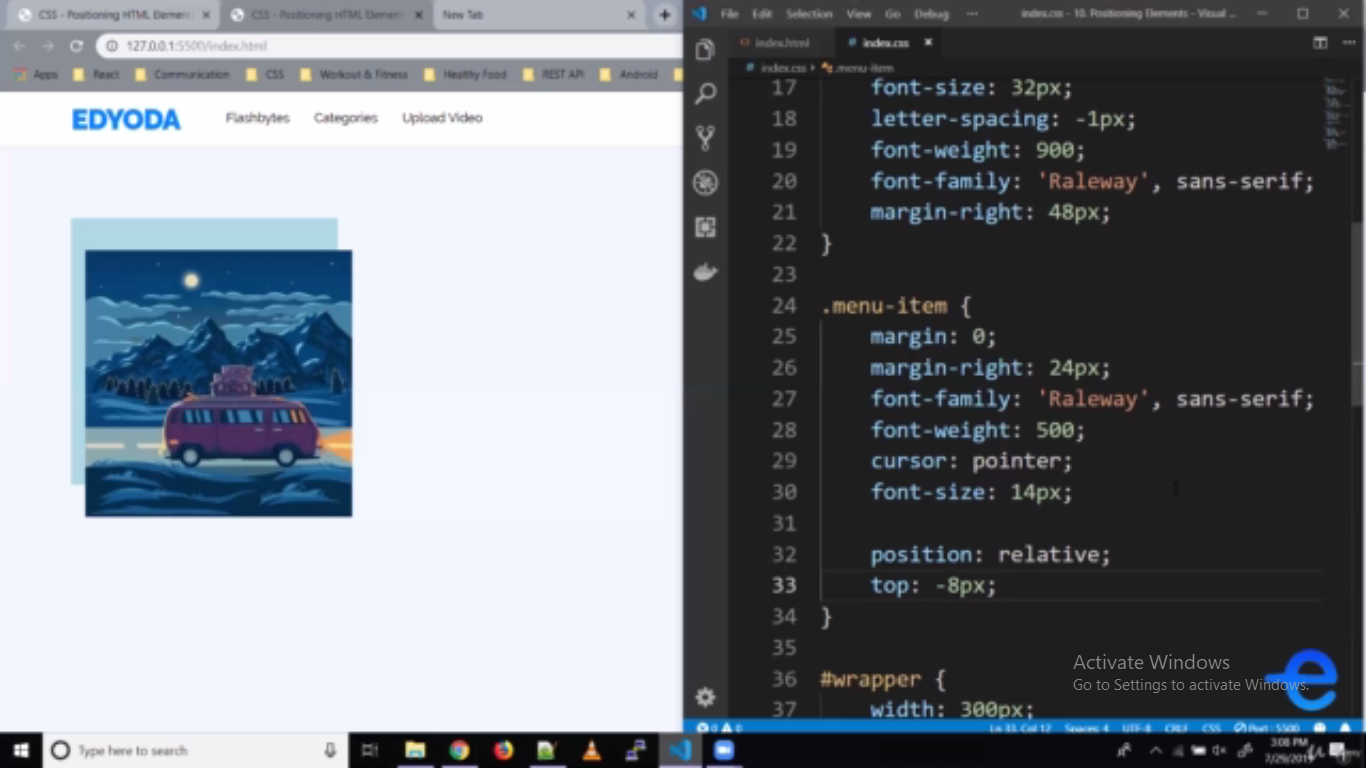 CSS - Positioning HTML Element
CSS - Positioning HTML Element
New Tab
127.0.0.1:5500/index.html
Apps React Communication CSS Workout & Fitness Healthy Food REST API Android
EDYODA Flashbytes Categories Upload Video
File Edit Selection View Go Debug ··· index.css - 10. Positioning Elements - Visual ...
index.html index.css
index.css .menu-item
17 font-size: 32px;
18 letter-spacing: -1px;
19 font-weight: 900;
20 font-family: 'Raleway', sans-serif;
21 margin-right: 48px;
22 }
23
24 .menu-item {
25 margin: 0;
26 margin-right: 24px;
27 font-family: 'Raleway', sans-serif;
28 font-weight: 500;
29 cursor: pointer;
30 font-size: 14px;
31
32 position: relative;
33 top: -8px;
34 }
35
36 #wrapper {
37 width: 300px;
Activate Windows
Go to Settings to activate Windows.
0 0 Ln 33, Col 12 Spaces: 4 UTF-8 CRLF CSS Port : 5500
Type here to search
3:08 PM